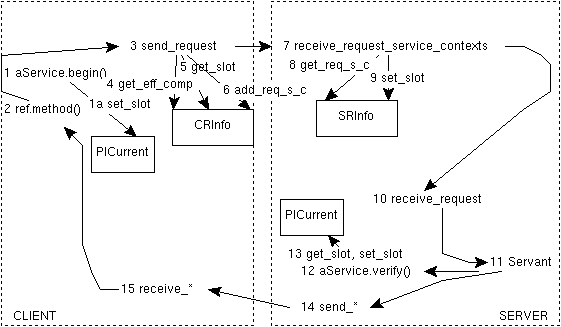 3 send_request
7 receive_request_service_contexts
5 get_slot
8 get_req_s_c
1 aService.begin()
9 set_slot
4 get_eff_comp
6 add_req_s_c
2 ref.method()
1a set_slot
CRInfo
SRInfo
PICurrent
10 receive_request
PICurrent
13 get_slot, set_slot
11 Servant
12 aService.verify()
15 receive_*
14 send_*
CLIENT
SERVER